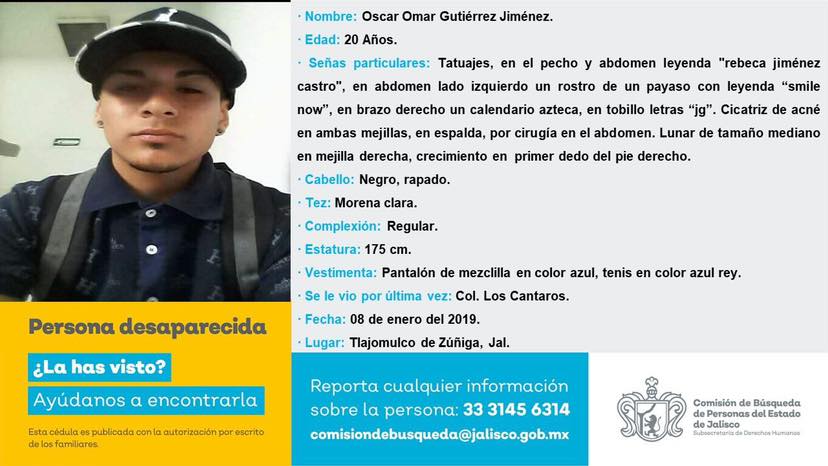 · Nombre: Oscar Omar Gutiérrez Jiménez.
· Edad: 20 Años.
· Señas particulares: Tatuajes, en el pecho y abdomen leyenda "rebeca jiménez
castro", en abdomen lado izquierdo un rostro de un payaso con leyenda “smile
now”, en brazo derecho un calendario azteca, en tobillo letras “jg”. Cicatriz de acné
en ambas mejillas, en espalda, por cirugía en el abdomen. Lunar de tamaño mediano
en mejilla derecha, crecimiento en primer dedo del pie derecho.
· Cabello: Negro, rapado.
· Tez: Morena clara.
· Complexión: Regular.
· Estatura: 175 cm.
· Vestimenta: Pantalón de mezclilla en color azul, tenis en color azul rey.
· Se le vio por última vez: Col. Los Cantaros.
· Fecha: 08 de enero del 2019.
· Lugar: Tlajomulco de Zúñiga, Jal.
Persona desaparecida
¿La has visto?
Ayúdanos a encontrarla
Esta cédula es publicada con la autorización por escrito
de los familiares.
Reporta cualquier información
sobre la persona: 33 3145 6314
comisiondebusqueda@jalisco.gob.mx
Comisión de Búsqueda
de Personas del Estado
de Jalisco
Subsecretaría de Derechos Humanos